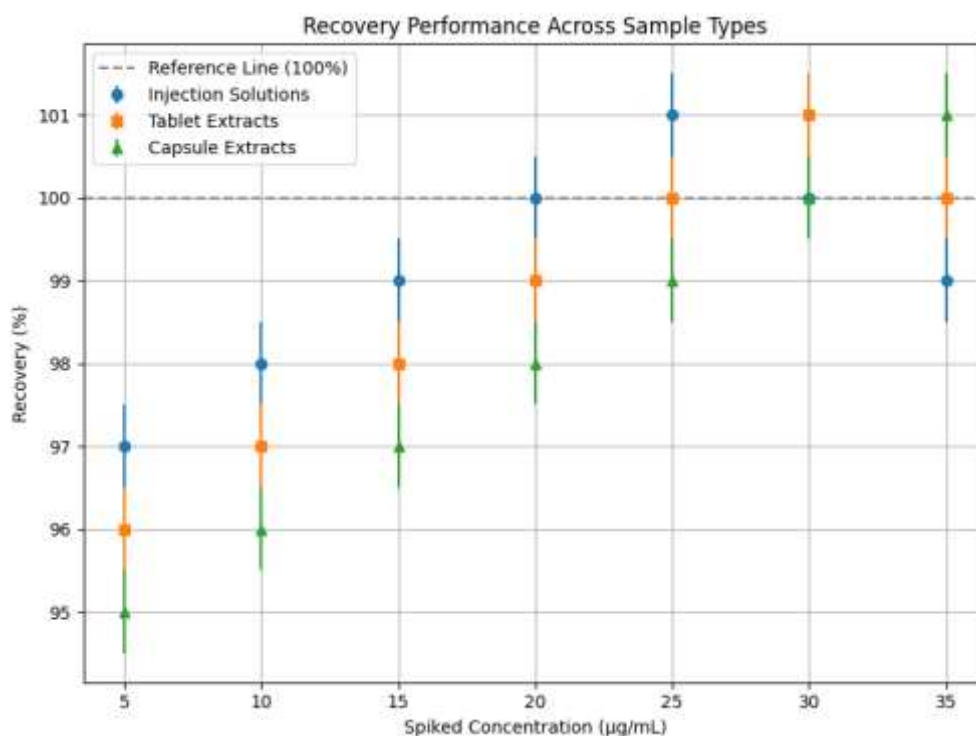 Recovery Performance Across Sample Types
Reference Line (100%)
Injection Solutions
Tablet Extracts
Capsule Extracts
Recovery (%)
101
100
99
98
97
96
95
5 10 15 20 25 30 35
Spiked Concentration (µg/mL)